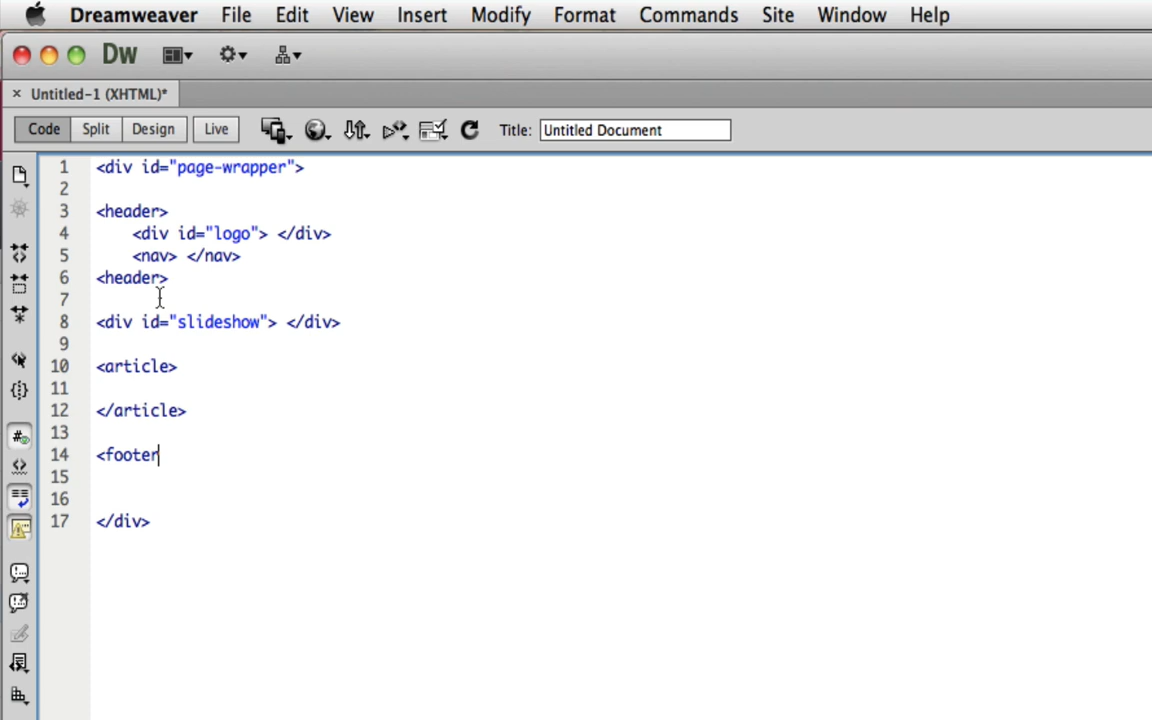 Dreamweaver File Edit View Insert Modify Format Commands Site Window Help
Dw
× Untitled-1 (XHTML)*
Code Split Design Live Title: Untitled Document
1 <div id="page-wrapper">
2
3 <header>
4 <div id="logo"> </div>
5 <nav> </nav>
6 <header>
7
8 <div id="slideshow"> </div>
9
10 <article>
11
12 </article>
13
14 <footer
15
16
17 </div>